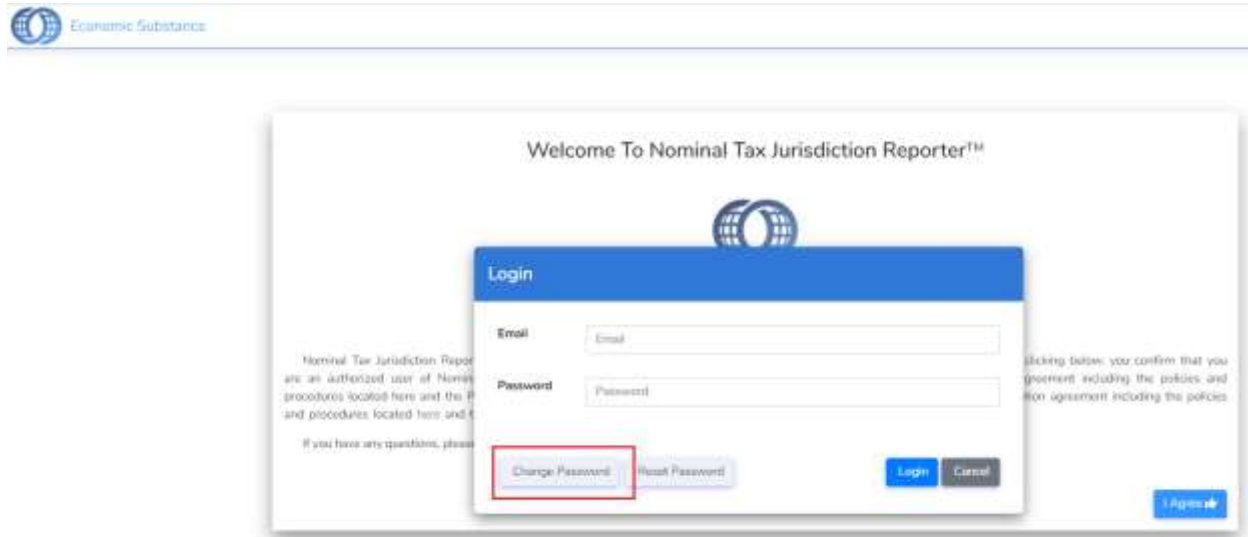 Economic Substance
Welcome To Nominal Tax Jurisdiction Reporter™
Login
Email
Email
Password
Password
Change Password Reset Password Login Cancel
Nominal Tax Jurisdiction Repor clicking below, you confirm that you
are an authorized user of Nomin greement including the policies and
procedures located here and the P tion agreement including the policies
and procedures located here and t
If you have any questions, please
I Agree